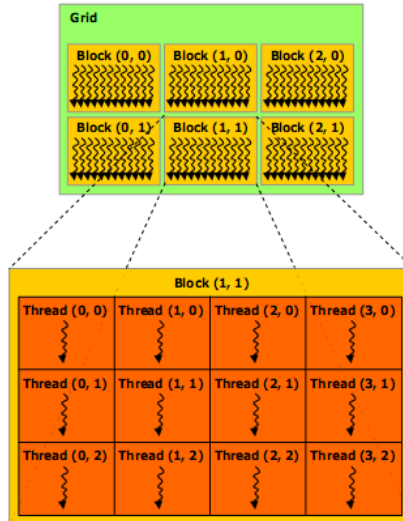 Grid
Block (0, 0) Block (1, 0) Block (2, 0)
Block (0, 1) Block (1, 1) Block (2, 1)
Block (1, 1)
Thread (0, 0) Thread (1, 0) Thread (2, 0) Thread (3, 0)
Thread (0, 1) Thread (1, 1) Thread (2, 1) Thread (3, 1)
Thread (0, 2) Thread (1, 2) Thread (2, 2) Thread (3, 2)